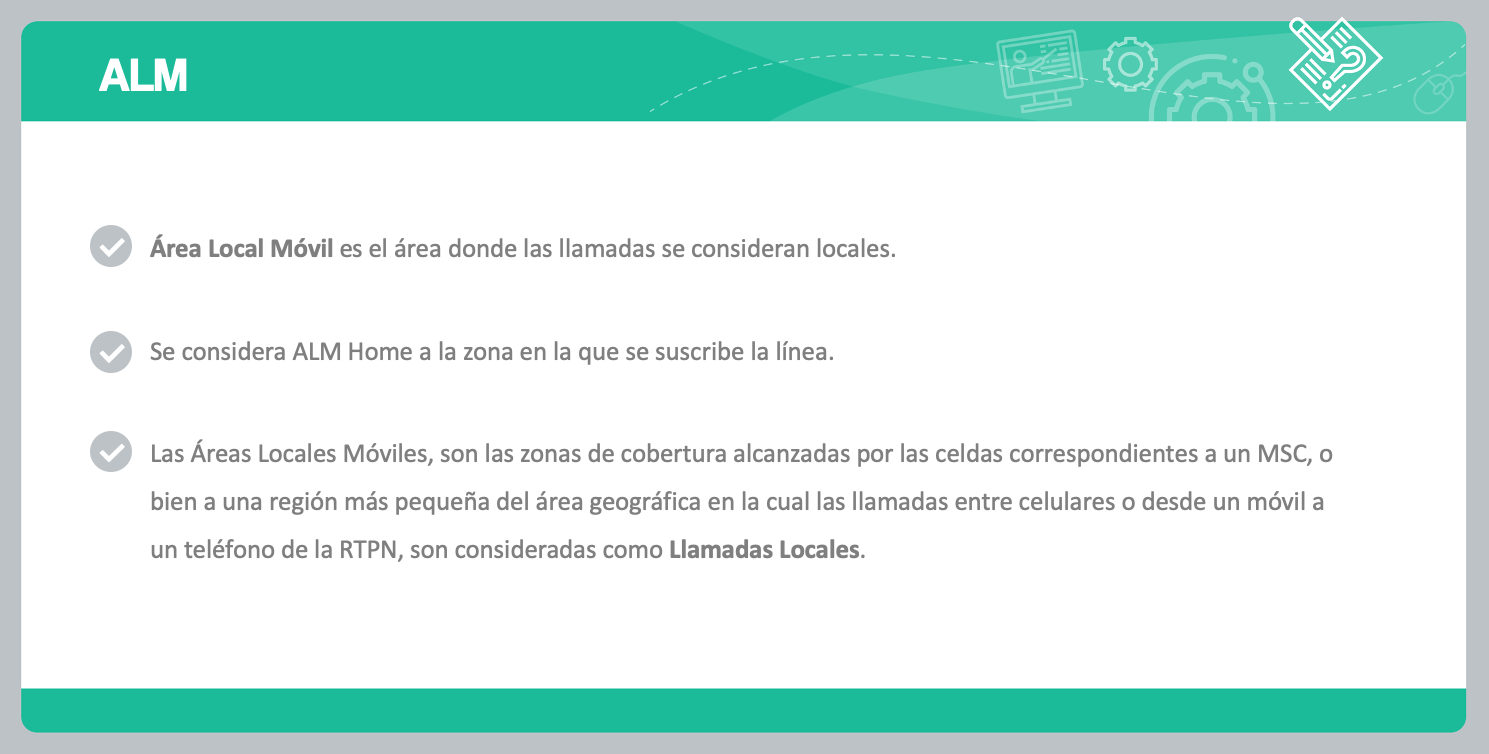 ALM
Área Local Móvil es el área donde las llamadas se consideran locales.
Se considera ALM Home a la zona en la que se suscribe la línea.
Las Áreas Locales Móviles, son las zonas de cobertura alcanzadas por las celdas correspondientes a un MSC, o
bien a una región más pequeña del área geográfica en la cual las llamadas entre celulares o desde un móvil a
un teléfono de la RTPN, son consideradas como Llamadas Locales.